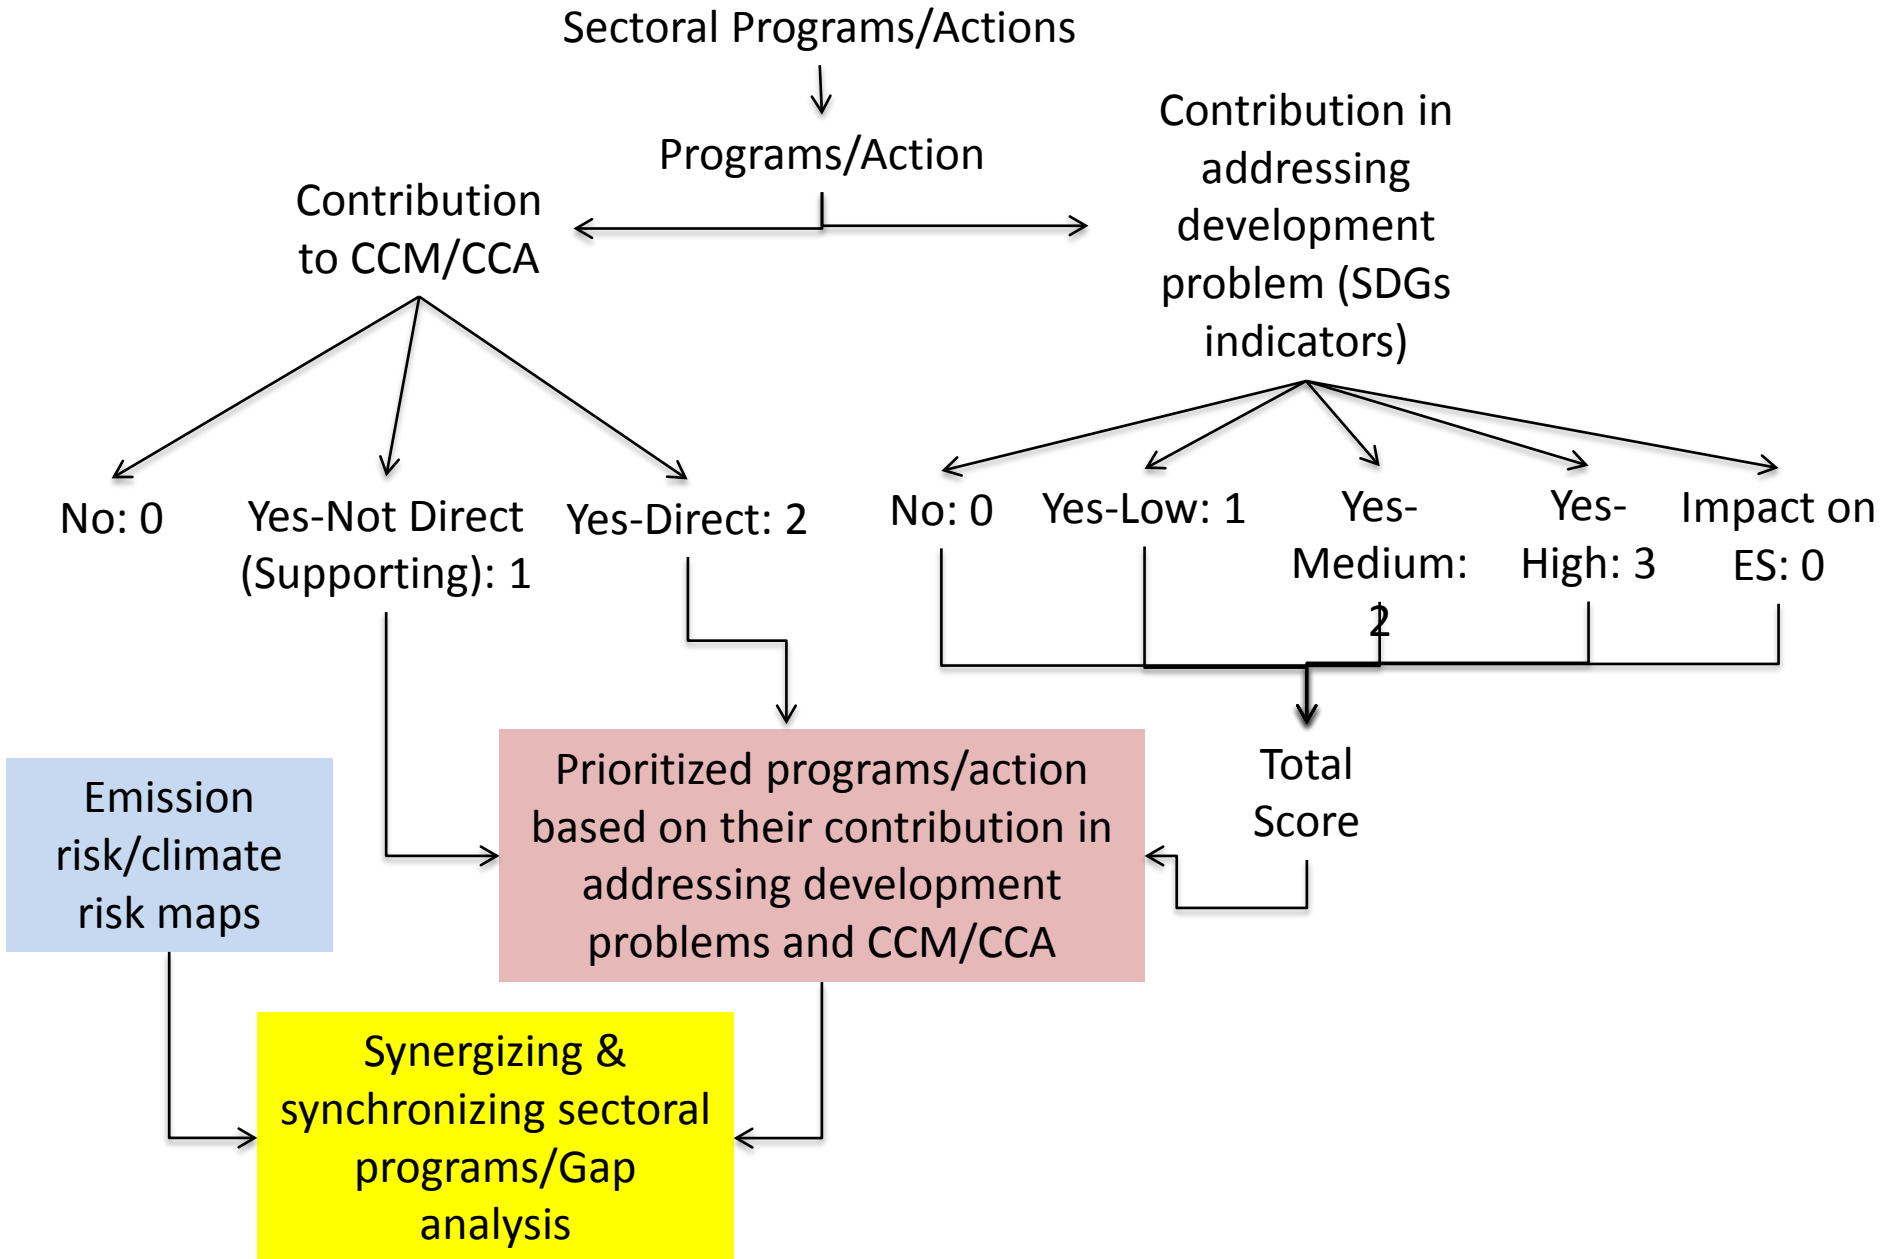 Sectoral Programs/Actions
Programs/Action
Contribution
to CCM/CCA
Contribution in
addressing
development
problem (SDGs
indicators)
No: 0
Yes-Not Direct
(Supporting): 1
Yes-Direct: 2
No: 0
Yes-Low: 1
Yes-
Medium:
2
Yes-
High: 3
Impact on
ES: 0
Emission
risk/climate
risk maps
Prioritized programs/action
based on their contribution in
addressing development
problems and CCM/CCA
Total
Score
Synergizing &
synchronizing sectoral
programs/Gap
analysis